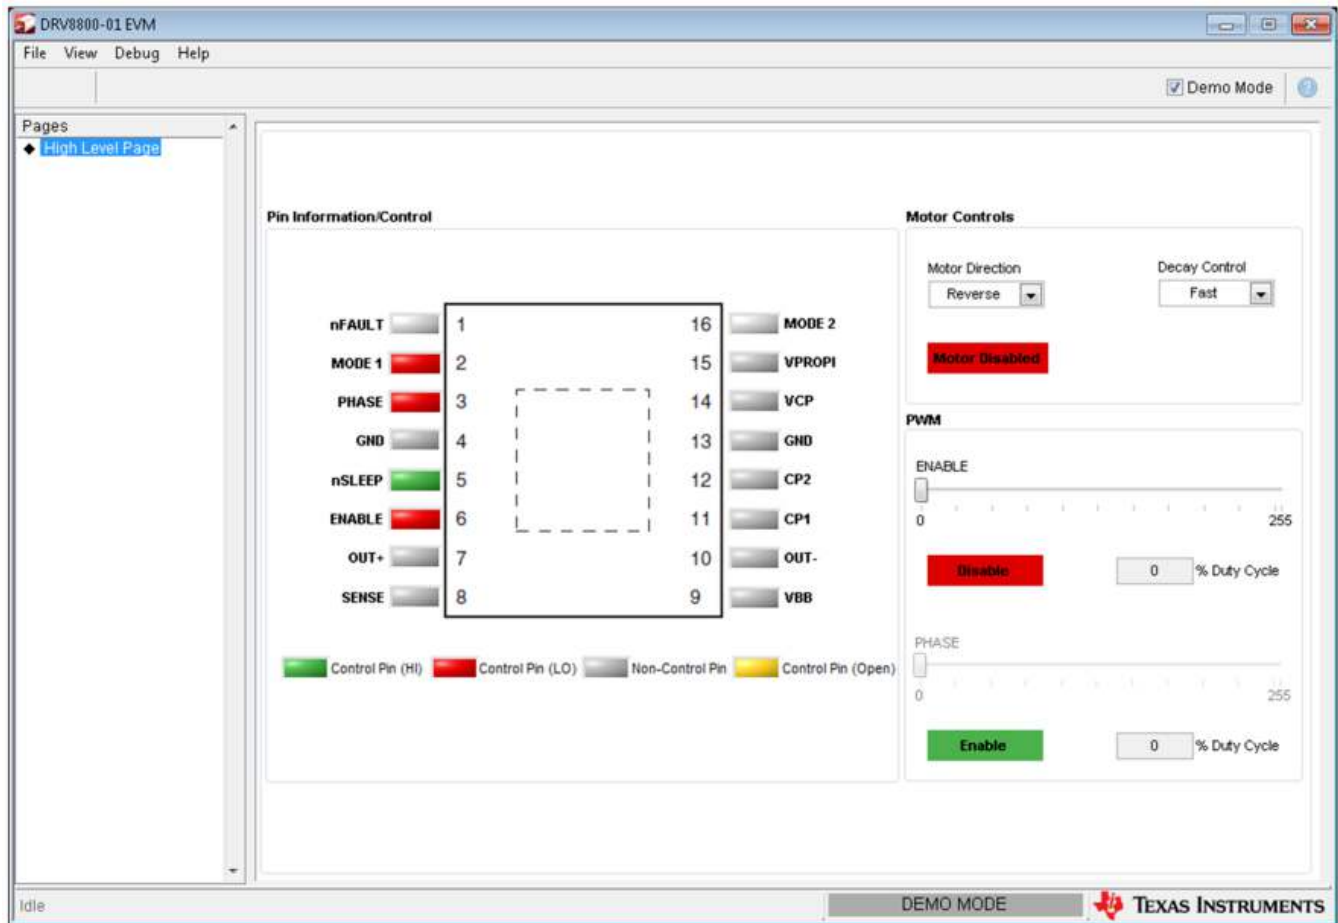 DRV8800-01 EVM
File View Debug Help
Demo Mode
Pages
High Level Page
Pin Information/Control
nFAULT 1 16 MODE 2
MODE 1 2 15 VPROPI
PHASE 3 14 VCP
GND 4 13 GND
nSLEEP 5 12 CP2
ENABLE 6 11 CP1
OUT+ 7 10 OUT-
SENSE 8 9 VBB
Control Pin (HI) Control Pin (LO) Non-Control Pin Control Pin (Open)
Motor Controls
Motor Direction Decay Control
Reverse Fast
Motor Disabled
PWM
ENABLE
0 255
Disable 0 % Duty Cycle
PHASE
0 255
Enable 0 % Duty Cycle
Idle DEMO MODE TEXAS INSTRUMENTS